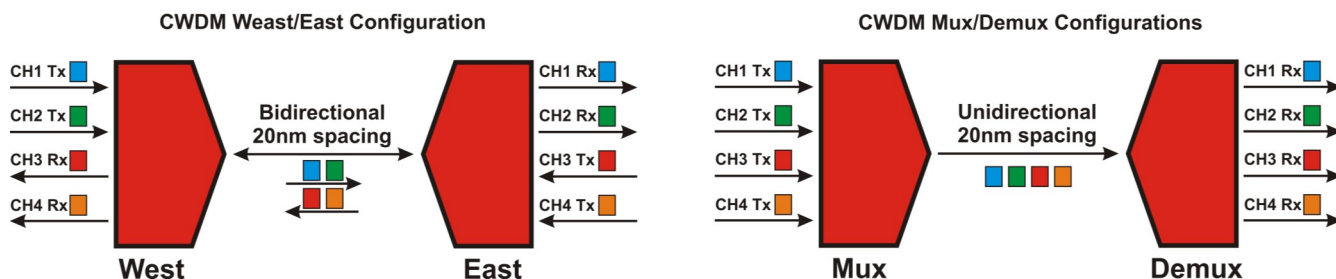 CWDM Weast/East Configuration
CH1 Tx
CH2 Tx
CH3 Rx
CH4 Rx
Bidirectional
20nm spacing
CH1 Rx
CH2 Rx
CH3 Tx
CH4 Tx
West
East
CWDM Mux/Demux Configurations
CH1 Tx
CH2 Tx
CH3 Tx
CH4 Tx
Unidirectional
20nm spacing
CH1 Rx
CH2 Rx
CH3 Rx
CH4 Rx
Mux
Demux